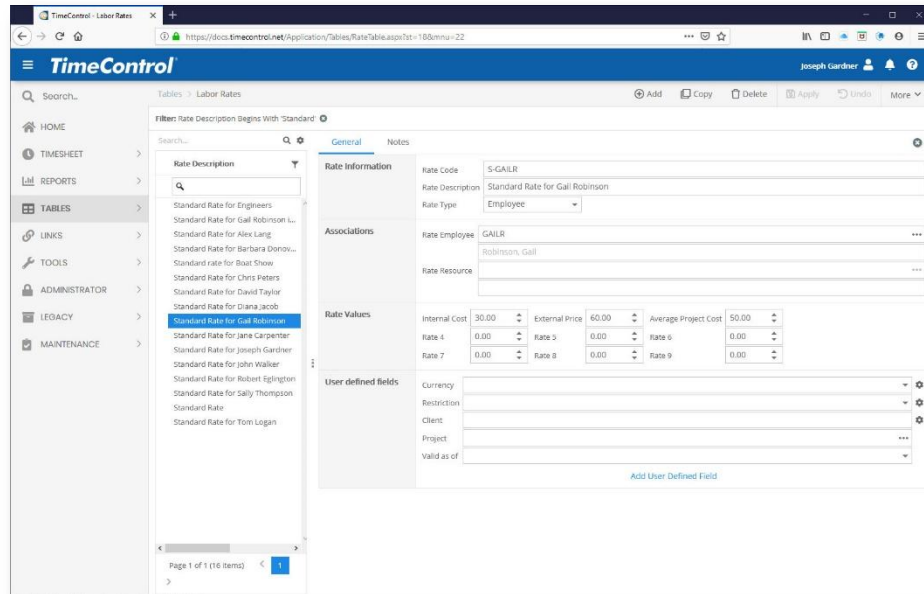 TimeControl - Labor Rates
https://docs.timecontrol.net/Application/Tables/RateTable.aspx?st=18&mnu=22
TimeControl
Joseph Gardner
Search...
Tables > Labor Rates
Add Copy Delete Apply Undo More
Filter: Rate Description Begins With 'Standard'
HOME
TIMESHEET
REPORTS
TABLES
LINKS
TOOLS
ADMINISTRATOR
LEGACY
MAINTENANCE
Search...
Rate Description
Standard Rate for Engineers
Standard Rate for Gail Robinson i...
Standard Rate for Alex Lang
Standard Rate for Barbara Donov...
Standard rate for Boat Show
Standard Rate for Chris Peters
Standard Rate for David Taylor
Standard Rate for Diana Jacob
Standard Rate for Gail Robinson
Standard Rate for Jane Carpenter
Standard Rate for Joseph Gardner
Standard Rate for John Walker
Standard Rate for Robert Eglington
Standard Rate for Sally Thompson
Standard Rate
Standard Rate for Tom Logan
Page 1 of 1 (16 items) < 1
>
General Notes
Rate Information
Rate Code S-GAILR
Rate Description Standard Rate for Gail Robinson
Rate Type Employee
Associations
Rate Employee GAILR
Robinson, Gail
Rate Resource
Rate Values
Internal Cost 30.00 External Price 60.00 Average Project Cost 50.00
Rate 4 0.00 Rate 5 0.00 Rate 6 0.00
Rate 7 0.00 Rate 8 0.00 Rate 9 0.00
User defined fields
Currency
Restriction
Client
Project
Valid as of
Add User Defined Field